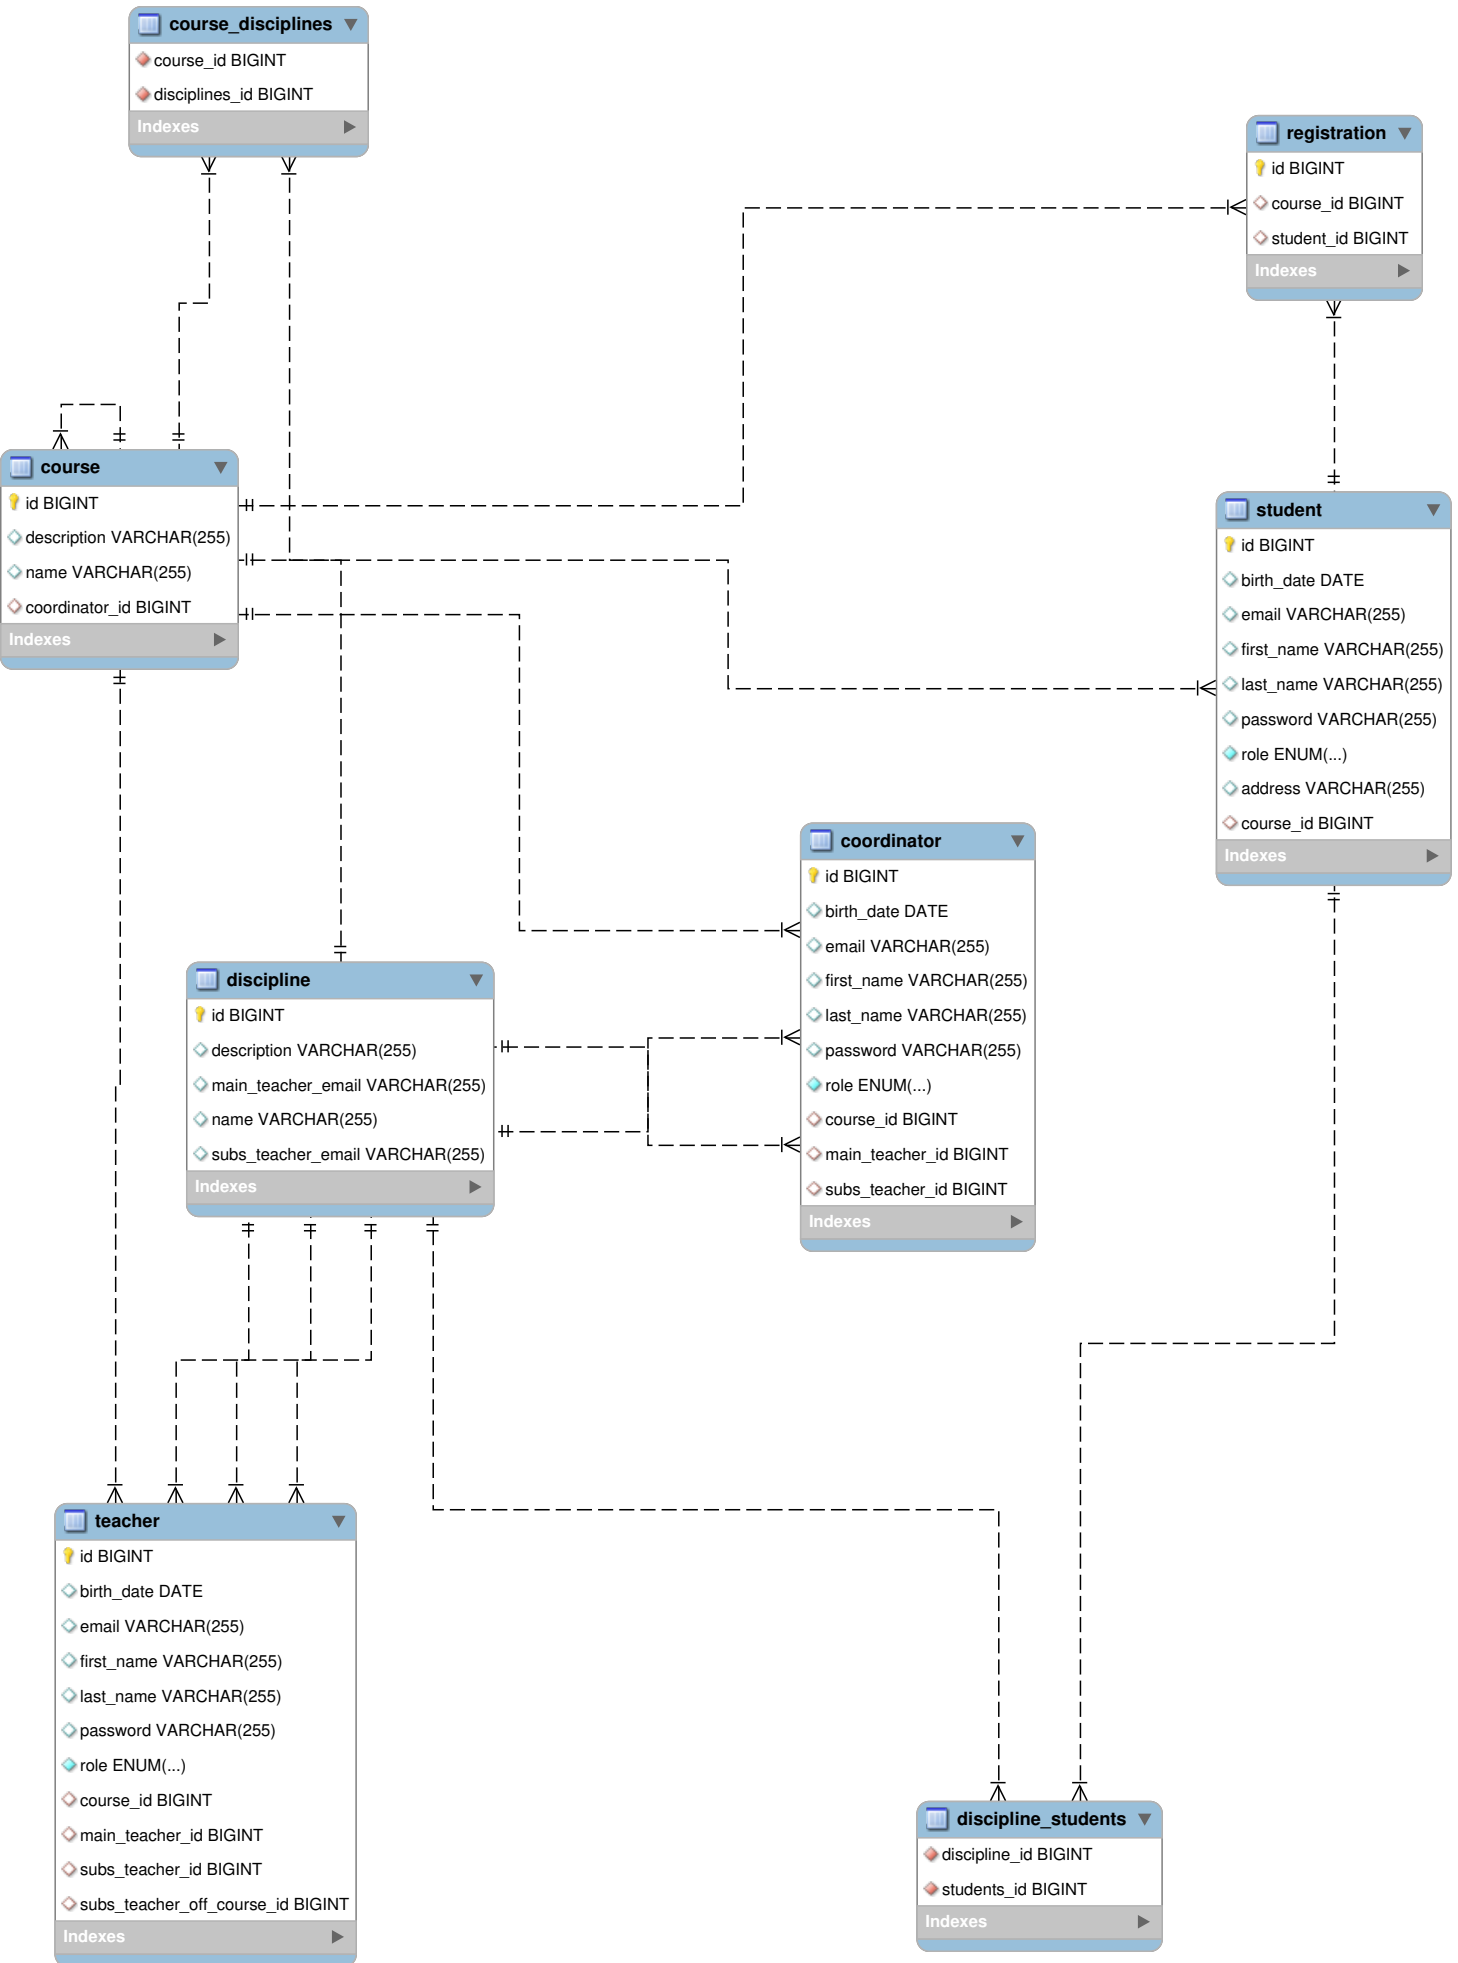 course_disciplines
course_id BIGINT
disciplines_id BIGINT
Indexes
registration
id BIGINT
course_id BIGINT
student_id BIGINT
Indexes
course
id BIGINT
description VARCHAR(255)
name VARCHAR(255)
coordinator_id BIGINT
Indexes
student
id BIGINT
birth_date DATE
email VARCHAR(255)
first_name VARCHAR(255)
last_name VARCHAR(255)
password VARCHAR(255)
role ENUM(...)
address VARCHAR(255)
course_id BIGINT
Indexes
coordinator
id BIGINT
birth_date DATE
email VARCHAR(255)
first_name VARCHAR(255)
last_name VARCHAR(255)
password VARCHAR(255)
role ENUM(...)
course_id BIGINT
main_teacher_id BIGINT
subs_teacher_id BIGINT
Indexes
discipline
id BIGINT
description VARCHAR(255)
main_teacher_email VARCHAR(255)
name VARCHAR(255)
subs_teacher_email VARCHAR(255)
Indexes
teacher
id BIGINT
birth_date DATE
email VARCHAR(255)
first_name VARCHAR(255)
last_name VARCHAR(255)
password VARCHAR(255)
role ENUM(...)
course_id BIGINT
main_teacher_id BIGINT
subs_teacher_id BIGINT
subs_teacher_off_course_id BIGINT
Indexes
discipline_students
discipline_id BIGINT
students_id BIGINT
Indexes